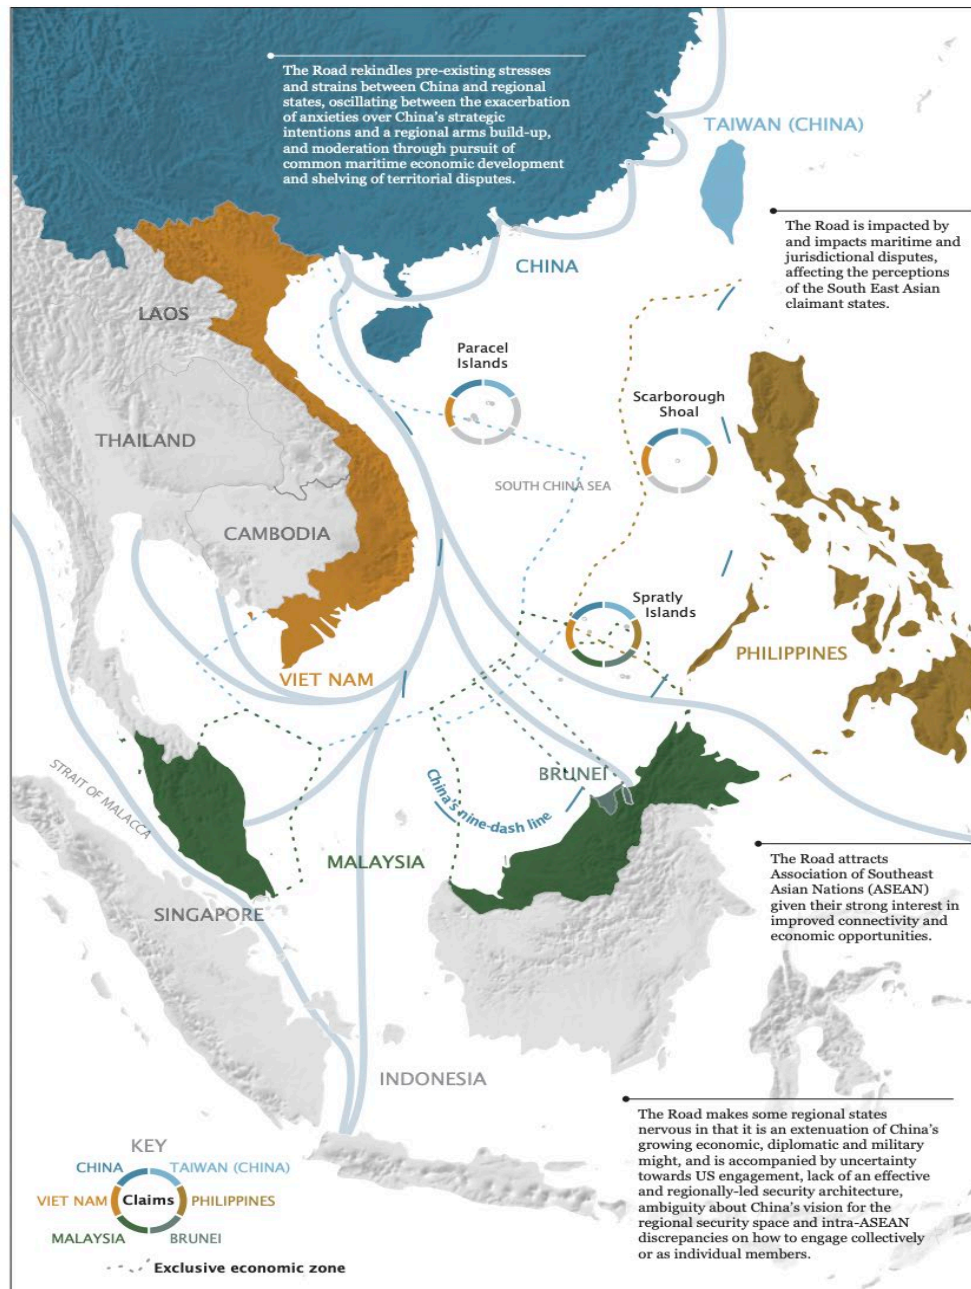 The Road rekindles pre-existing stresses
and strains between China and regional
states, oscillating between the exacerbation
of anxieties over China's strategic
intentions and a regional arms build-up,
and moderation through pursuit of
common maritime economic development
and shelving of territorial disputes.
TAIWAN (CHINA)
The Road is impacted by
and impacts maritime and
jurisdictional disputes,
affecting the perceptions
of the South East Asian
claimant states.
CHINA
LAOS
Paracel
Islands
Scarborough
Shoal
THAILAND
SOUTH CHINA SEA
CAMBODIA
Spratly
Islands
VIET NAM
PHILIPPINES
STRAIT OF MALACCA
BRUNEI
China's nine-dash line
MALAYSIA
The Road attracts
Association of Southeast
Asian Nations (ASEAN)
given their strong interest in
improved connectivity and
economic opportunities.
SINGAPORE
INDONESIA
The Road makes some regional states
nervous in that it is an extenuation of China's
growing economic, diplomatic and military
might, and is accompanied by uncertainty
towards US engagement, lack of an effective
and regionally-led security architecture,
ambiguity about China's vision for the
regional security space and intra-ASEAN
discrepancies on how to engage collectively
or as individual members.
KEY
CHINA TAIWAN (CHINA)
VIET NAM Claims PHILIPPINES
MALAYSIA BRUNEI
Exclusive economic zone